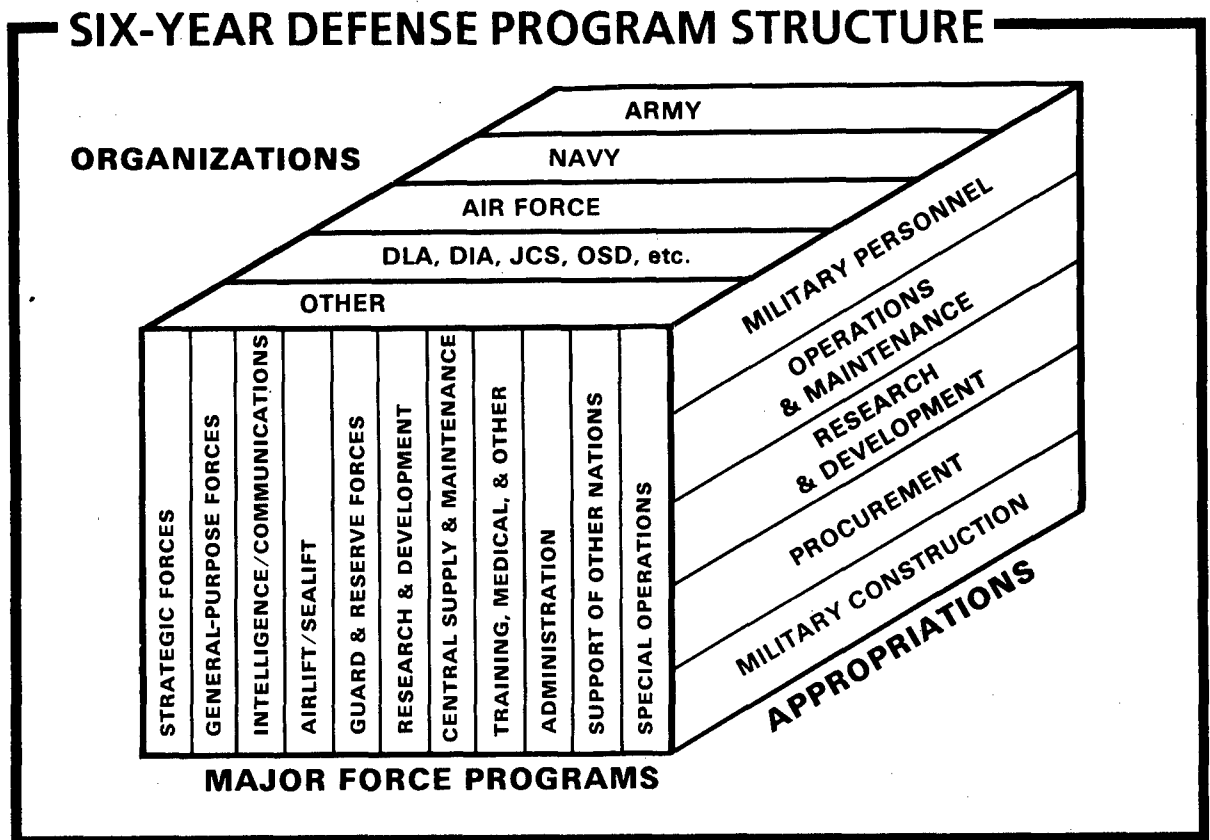 SIX-YEAR DEFENSE PROGRAM STRUCTURE
ORGANIZATIONS
ARMY
NAVY
AIR FORCE
DLA, DIA, JCS, OSD, etc.
OTHER
STRATEGIC FORCES
GENERAL-PURPOSE FORCES
INTELLIGENCE/COMMUNICATIONS
AIRLIFT/SEALIFT
GUARD & RESERVE FORCES
RESEARCH & DEVELOPMENT
CENTRAL SUPPLY & MAINTENANCE
TRAINING, MEDICAL, & OTHER
ADMINISTRATION
SUPPORT OF OTHER NATIONS
SPECIAL OPERATIONS
MAJOR FORCE PROGRAMS
MILITARY PERSONNEL
OPERATIONS
& MAINTENANCE
RESEARCH
& DEVELOPMENT
PROCUREMENT
MILITARY CONSTRUCTION
APPROPRIATIONS